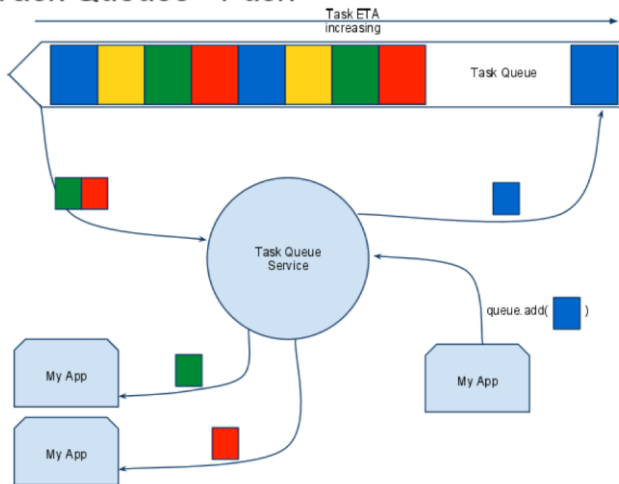 Task ETA
increasing
Task Queue
Task Queue
Service
queue.add( )
My App
My App
My App